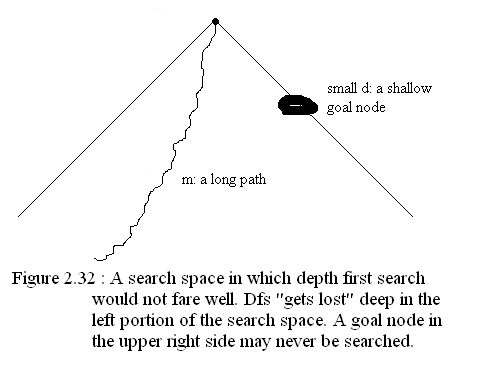 small d: a shallow
goal node
m: a long path
Figure 2.32 : A search space in which depth first search
would not fare well. Dfs "gets lost" deep in the
left portion of the search space. A goal node in
the upper right side may never be searched.